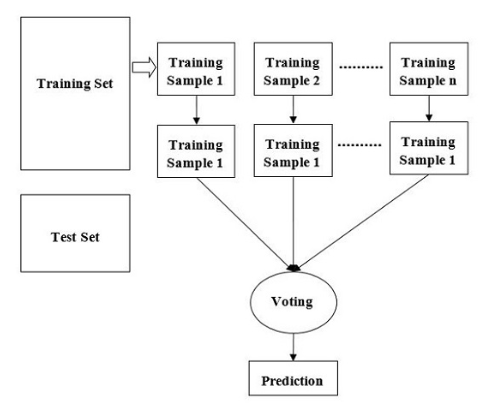 Training Set
Training
Sample 1
Training
Sample 2
Training
Sample n
Training
Sample 1
Training
Sample 1
Training
Sample 1
Test Set
Voting
Prediction